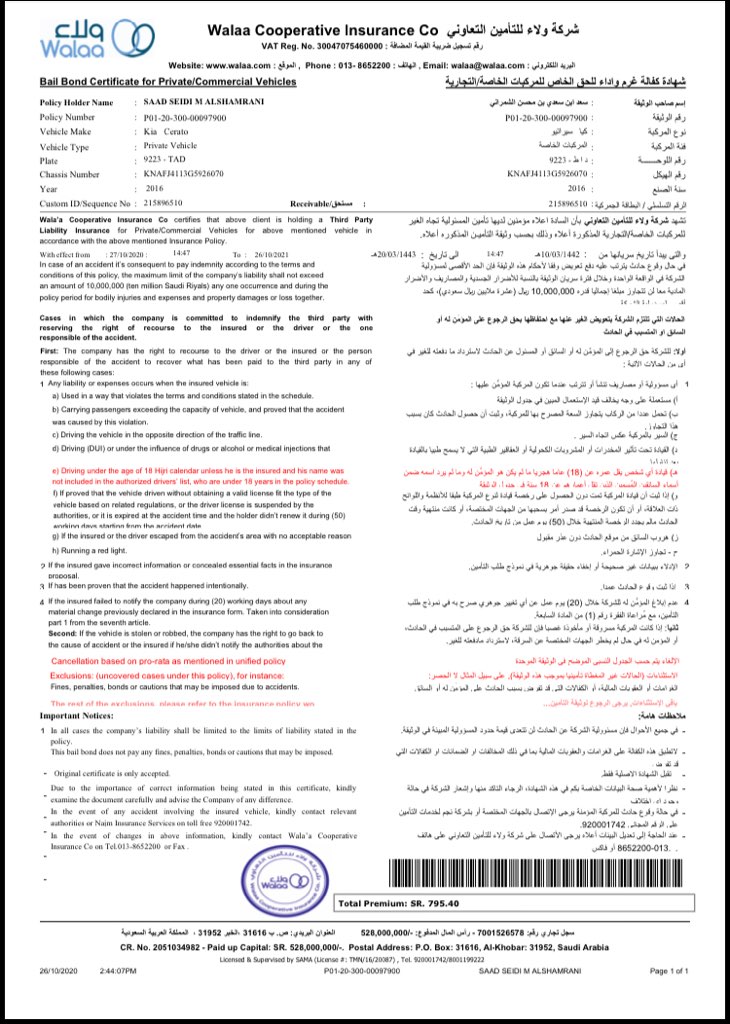 ولاء
Walaa
Walaa Cooperative Insurance Co شركة ولاء للتأمين التعاوني
VAT Reg. No. 30047075460000 : رقم تسجيل ضريبة القيمة المضافة
Website: www.walaa.com : الموقع , Phone : 013- 8652200 : الهاتف , Email: walaa@walaa.com : البريد الالكتروني
Bail Bond Certificate for Private/Commercial Vehicles
شهادة كفالة غرم وأداء للحق الخاص للمركبات الخاصة/التجارية
Policy Holder Name : SAAD SEIDI M ALSHAMRANI
إسم صاحب الوثيقة : سعد ابن سعدي بن محسن الشمراني
Policy Number : P01-20-300-00097900
رقم الوثيقة : P01-20-300-00097900
Vehicle Make : Kia Cerato
نوع المركبة : كيا سيراتيو
Vehicle Type : Private Vehicle
فئة المركبة : المركبات الخاصة
Plate : 9223 - TAD
رقم اللوحــــة : د ا ط - 9223
Chassis Number : KNAFJ4113G5926070
رقم الهيكل : KNAFJ4113G5926070
Year : 2016
سنة الصنع : 2016
Custom ID/Sequence No : 215896510 Receivable/مستحق :
الرقم التسلسلي / البطاقة الجمركية : 215896510
Wala'a Cooperative Insurance Co certifies that above client is holding a Third Party
Liability Insurance for Private/Commercial Vehicles for above mentioned vehicle in
accordance with the above mentioned Insurance Policy.
تشهد شركة ولاء للتأمين التعاوني بأن السادة اعلاه مؤمنين لديها تأمين المسئولية تجاه الغير
للمركبات الخاصة/التجارية المذكورة أعلاه وذلك بحسب وثيقة التأميـن المذكوره أعلاه.
With effect from : 27/10/2020 : 14:47 To : 26/10/2021
والتي يبدأ تاريخ سريانها من : 10/03/1442هـ 14:47 الى تاريخ : 20/03/1443هـ
In case of an accident it's consequent to pay indemnity according to the terms and
conditions of this policy, the maximum limit of the company's liability shall not exceed
an amount of 10,000,000 (ten million Saudi Riyals) any one occurrence and during the
policy period for bodily injuries and expenses and property damages or loss together.
في حال وقوع حادث يترتب عليه دفع تعويض وفقا لأحكام هذه الوثيقة فإن الحد الأقصى لمسؤولية
الشركة في الواقعة الواحدة وخلال فترة سريان الوثيقة بالنسبة للأضرار الجسدية والمصاريف والأضرار
المادية معا لن تتجاوز مبلغا إجماليا قدره 10,000,000 ريال (عشرة ملايين ريال سعودي)، كحد
Cases in which the company is committed to indemnify the third party with
reserving the right of recourse to the insured or the driver or the one
responsible of the accident.
الحالات التي تلتزم الشركة بتعويض الغير عنها مع احتفاظها بحق الرجوع على المؤمن له أو
السائق او المتسبب في الحادث
First: The company has the right to recourse to the driver or the insured or the person
responsible of the accident to recover what has been paid to the third party in any of
these following cases:
أولا: للشركة حق الرجوع إلى المؤمن له أو السائق أو المسئول عن الحادث لاسترداد ما دفعته للغير في
أي من الحالات الآتية :
1 Any liability or expenses occurs when the insured vehicle is:
1 أي مسؤولية أو مصاريف تنشأ أو تترتب عندما تكون المركبة المؤمن عليها :
a) Used in a way that violates the terms and conditions stated in the schedule.
أ) مستعملة على وجه يخالف قيد الاستعمال المبين في جدول الوثيقة
b) Carrying passengers exceeding the capacity of vehicle, and proved that the accident
was caused by this violation.
ب) تحمل عددا من الركاب يتجاوز السعة المصرح بها للمركبة، وثبت أن حصول الحادث كان بسبب
هذا التجاوز.
c) Driving the vehicle in the opposite direction of the traffic line.
ج) السير بالمركبة عكس اتجاه السير .
d) Driving (DUI) or under the influence of drugs or alcohol or medical injections that
د) القيادة تحت تأثير المخدرات أو المشروبات الكحولية أو العقاقير الطبية التي لا يسمح طبيا بالقيادة
e) Driving under the age of 18 Hijri calendar unless he is the insured and his name was
not included in the authorized drivers' list, who are under 18 years in the policy schedule.
هـ) قيادة أي شخص يقل عمره عن (18) عاما هجريا ما لم يكن هو المؤمن له وما لم يرد اسمه ضمن
f) If proved that the vehicle driven without obtaining a valid license fit the type of the
vehicle based on related regulations, or the driver license is suspended by the
authorities, or it is expired at the accident time and the holder didn't renew it during (50)
working days starting from the accident date
و) إذا ثبت أن قيادة المركبة تمت دون الحصول على رخصة قيادة لنوع المركبة طبقا للأنظمة واللوائح
ذات العلاقة، أو أن تكون الرخصة قد صدر أمر بسحبها من الجهات المختصة، أو كانت منتهية وقت
الحادث مالم يجدد الرخصة المنتهية خلال (50) يوم عمل من تاريخ الحادث.
g) If the insured or the driver escaped from the accident's area with no acceptable reason
ز) هروب السائق من موقع الحادث دون عذر مقبول
h) Running a red light.
ح - تجاوز الإشارة الحمراء.
2 If the insured gave incorrect information or concealed essential facts in the insurance
proposal.
2 الإدلاء ببيانات غير صحيحة أو إخفاء حقيقة جوهرية في نموذج طلب التأمين.
3 If has been proven that the accident happened intentionally.
3 اذا ثبت وقوع الحادث عمدا.
4 If the insured failed to notify the company during (20) working days about any
material change previously declared in the insurance form. Taken into consideration
part 1 from the seventh article.
4 عدم إبلاغ المؤمن له للشركة خلال (20) يوم عمل عن أي تغيير جوهري صرح به في نموذج طلب
التأمين، مع مراعاة الفقرة رقم (1) من المادة السابعة.
Second: If the vehicle is stolen or robbed, the company has the right to go back to
the cause of accident or the insured if he/she didn't notify the authorities about the
ثانيا: إذا كانت المركبة مسروقة أو مأخوذة غصبا فإن للشركة حق الرجوع على المتسبب في الحادث،
أو المؤمن له في حال لم يخطر الجهات المختصة عن السرقة، لاسترداد مادفعته للغير.
Cancellation based on pro-rata as mentioned in unified policy
الإلغاء يتم حسب الجدول النسبي الموضح في الوثيقة الموحدة
Exclusions: (uncovered cases under this policy), for instance:
الاستثناءات (الحالات غير المغطاة تأمينيا بموجب هذه الوثيقة)، على سبيل المثال لا الحصر:
Fines, penalties, bonds or cautions that may be imposed due to accidents.
الغرامات أو العقوبات المالية، أو الكفالات التي قد تفرض بسبب الحادث على المؤمن له أو السائق
The rest of the exclusions, please refer to the insurance policy
باقي الاستثناءات, يرجى الرجوع لوثيقة التأمين...
Important Notices:
ملاحظات هامة:
1 In all cases the company's liability shall be limited to the limits of liability stated in the
policy.
- في جميع الأحوال فإن مسؤولية الشركة عن الحادث لن تتعدى قيمة حدود المسؤولية المبينة في الوثيقة.
This bail bond does not pay any fines, penalties, bonds or cautions that may be imposed.
- لاتطبق هذه الكفالة على الغرامات والعقوبات المالية بما في ذلك المخالفات او الضمانات او الكفالات التي
قد تفرض.
- Original certificate is only accepted.
- تقبل الشهادة الاصلية فقط.
Due to the importance of correct information being stated in this certificate, kindly
- examine the document carefully and advise the Company of any difference.
- نظرا لأهمية صحة البيانات الخاصة بكم في هذه الشهادة, الرجاء التأكد منها وإشعار الشركة في حالة
وجود اي اختلاف
In the event of any accident involving the insured vehicle, kindly contact relevant
- authorities or Najm Insurance Services on toll free 920001742.
- في حالة وقوع حادث للمركبة المؤمنة يرجى الإتصال بالجهات المختصة أو بشركة نجم لخدمات التأمين
على الرقم المجاني 920001742.
- In the event of changes in above information, kindly contact Wala'a Cooperative
Insurance Co on Tel.013-8652200 or Fax .
- عند الحاجة إلى تعديل البيانات أعلاه يرجى الأتصال على شركة ولاء للتأمين التعاوني على هاتف
013-8652200 أو فاكس . .
-
-
ولاء
Walaa
Walaa Cooperative Insurance Co.
Total Premium: SR. 795.40
سجل تجاري رقم: 7001526578 - رأس المال المدفوع: -/528,000,000 العنوان البريدي: ص. ب 31616 ،الخبر 31952 ، المملكة العربية السعودية
CR. No. 2051034982 - Paid up Capital: SR. 528,000,000/-. Postal Address: P.O. Box: 31616, Al-Khobar: 31952, Saudi Arabia
Licensed & Supervised by SAMA (License #: TMN/16/20087) , Tel. 920001742/8001199222
26/10/2020 2:44:07PM P01-20-300-00097900 SAAD SEIDI M ALSHAMRANI Page 1 of 1